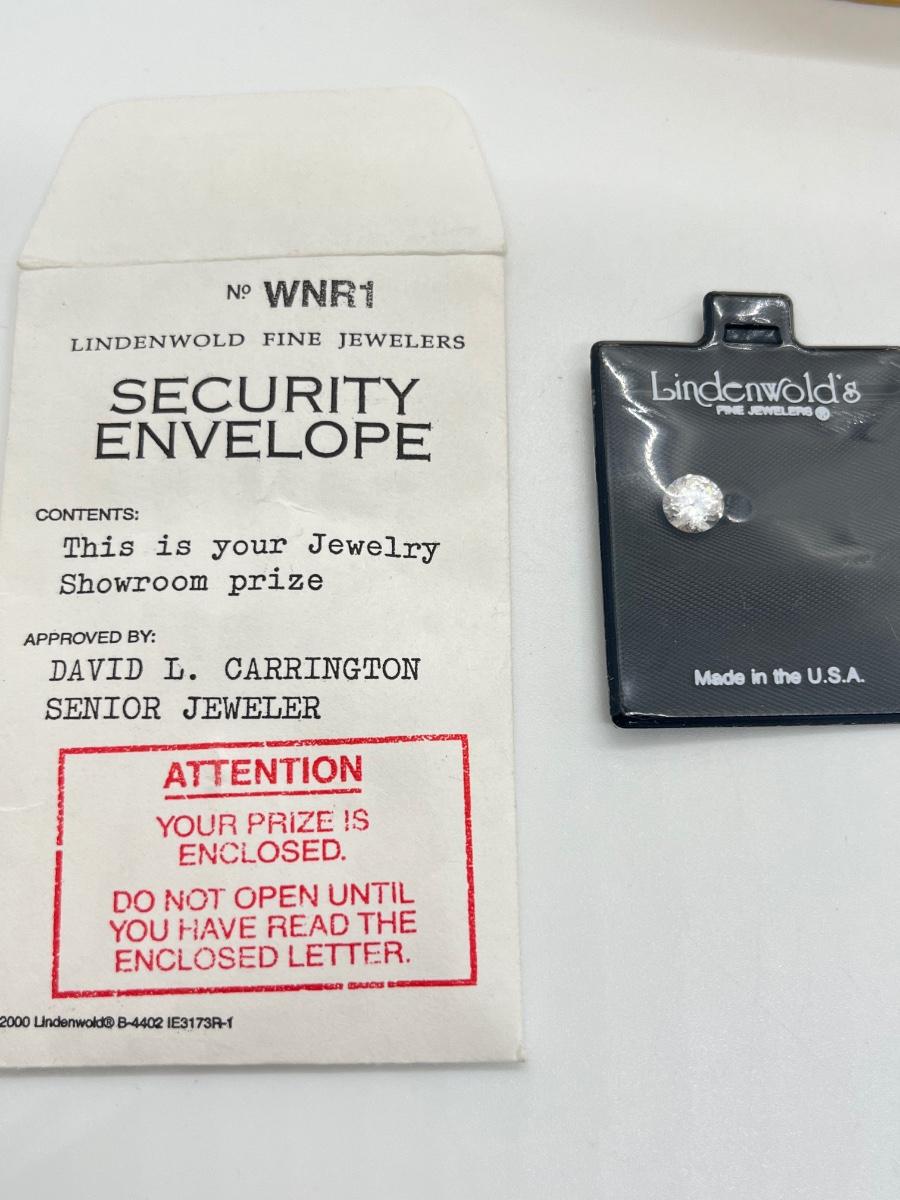 Nº WNR1
LINDENWOLD FINE JEWELERS
SECURITY
ENVELOPE
CONTENTS:
This is your Jewelry
Showroom prize
APPROVED BY:
DAVID L. CARRINGTON
SENIOR JEWELER
ATTENTION
YOUR PRIZE IS
ENCLOSED.
DO NOT OPEN UNTIL
YOU HAVE READ THE
ENCLOSED LETTER.
2000 Lindenwold® B-4402 IE3173R-1
Lindenwold's
FINE JEWELERS ®
Made in the U.S.A.